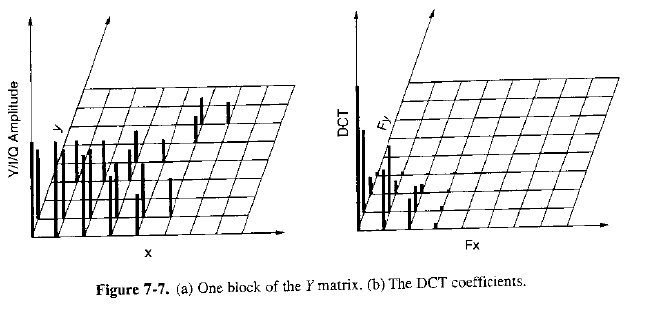 Y/I/Q Amplitude
y
x
DCT
Fy
Fx
Figure 7-7. (a) One block of the Y matrix. (b) The DCT coefficients.